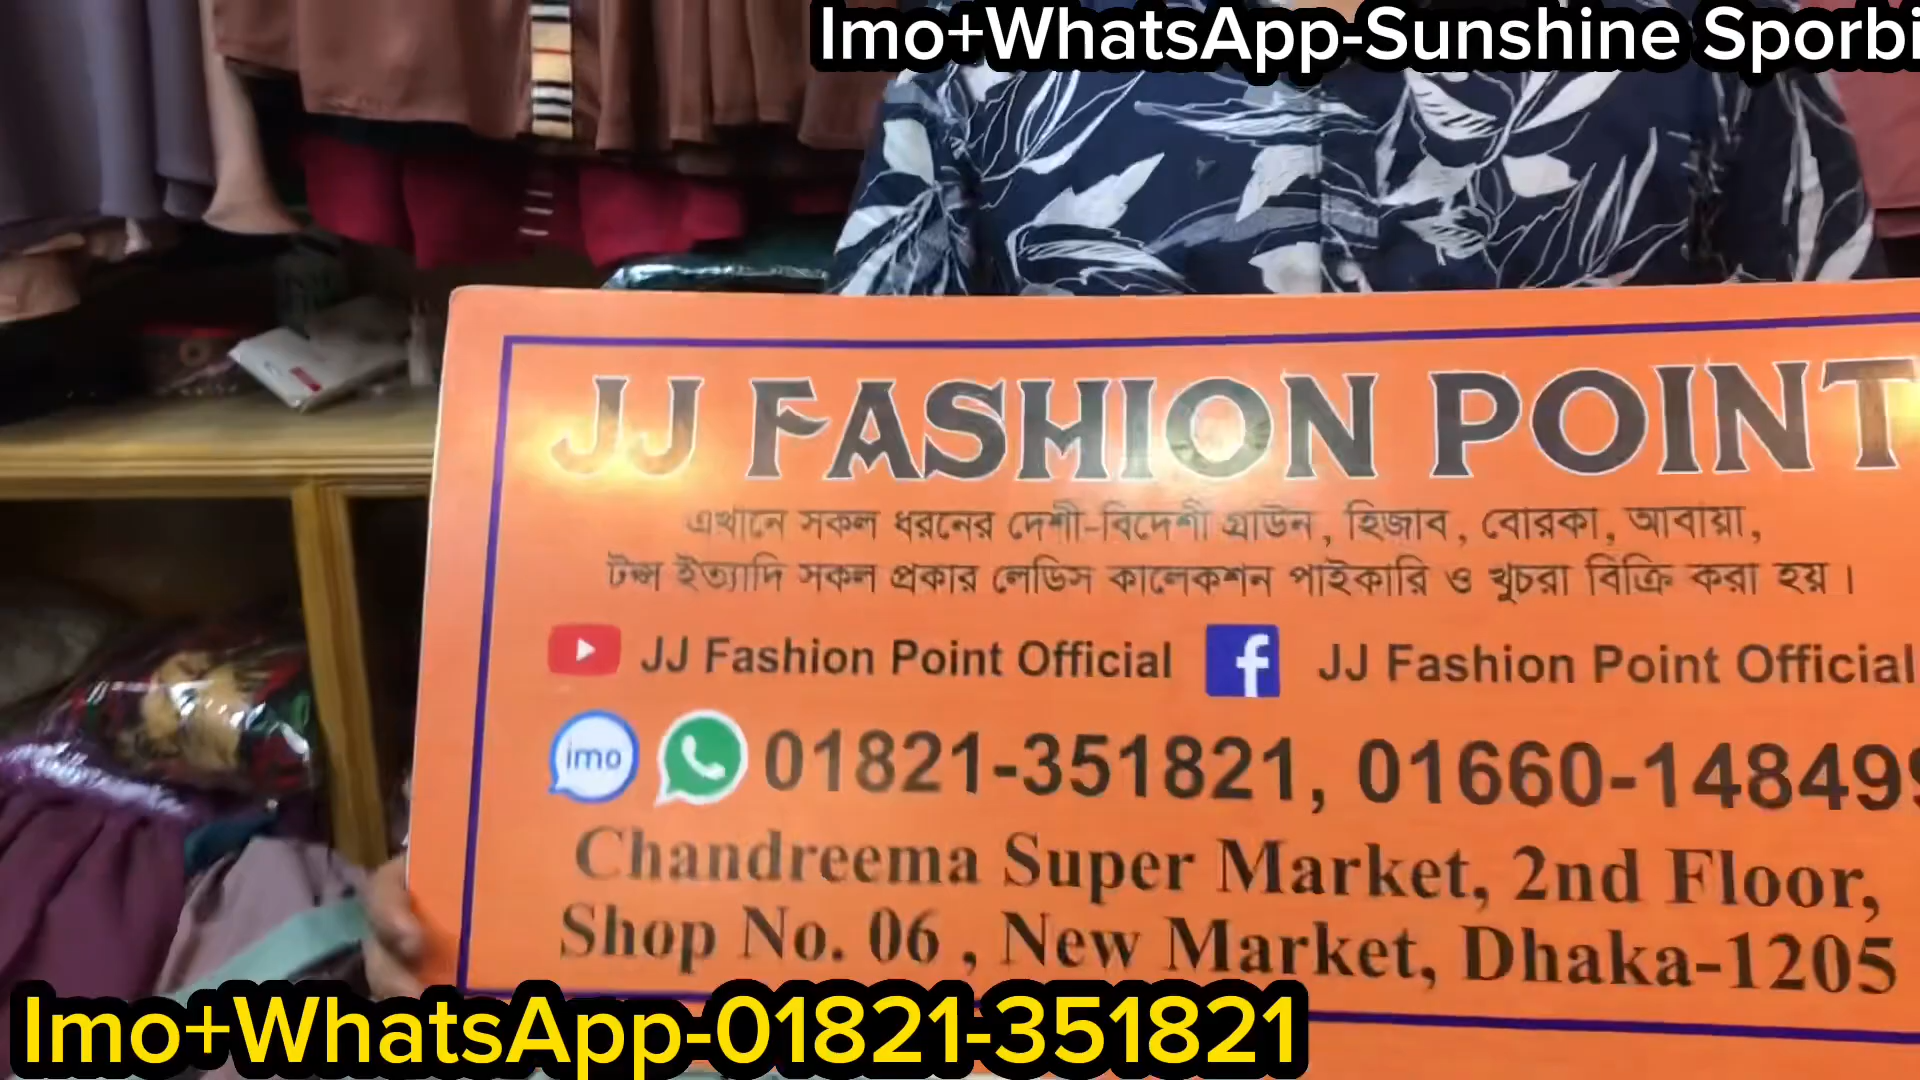 Imo+WhatsApp-Sunshine Sporbi
JJ FASHION POINT
এখানে সকল ধরনের দেশী-বিদেশী গ্রাউন, হিজাব, বোরকা, আবায়া,
টপ্স ইত্যাদি সকল প্রকার লেডিস কালেকশন পাইকারি ও খুচরা বিক্রি করা হয়।
JJ Fashion Point Official JJ Fashion Point Official
imo 01821-351821, 01660-148499
Chandreema Super Market, 2nd Floor,
Shop No. 06 , New Market, Dhaka-1205
Imo+WhatsApp-01821-351821